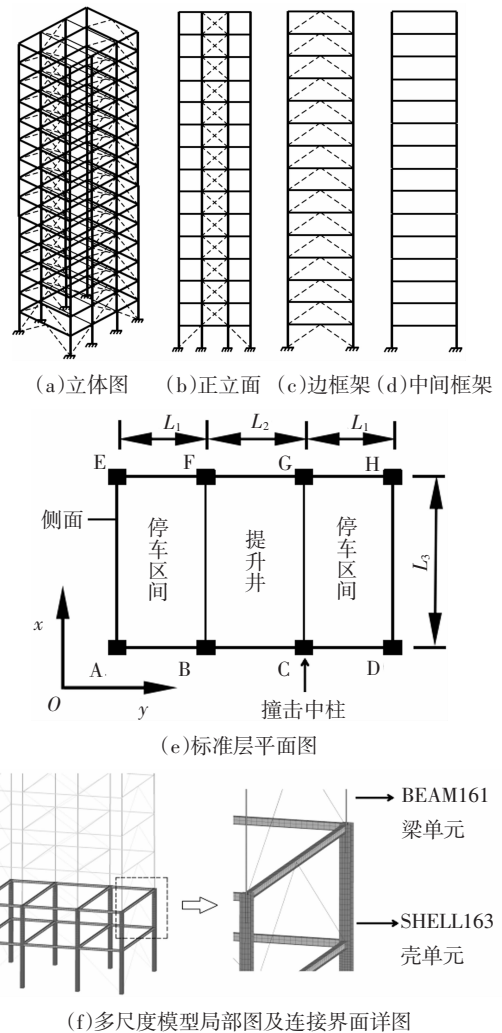 (a)立体图 (b)正立面 (c)边框架 (d)中间框架
L₁ L₂ L₁
E F G H
侧面
停车区间
提升井
停车区间
L₃
x
A B C D
O y
撞击中柱
(e)标准层平面图
BEAM161
梁单元
SHELL163
壳单元
(f)多尺度模型局部图及连接界面详图